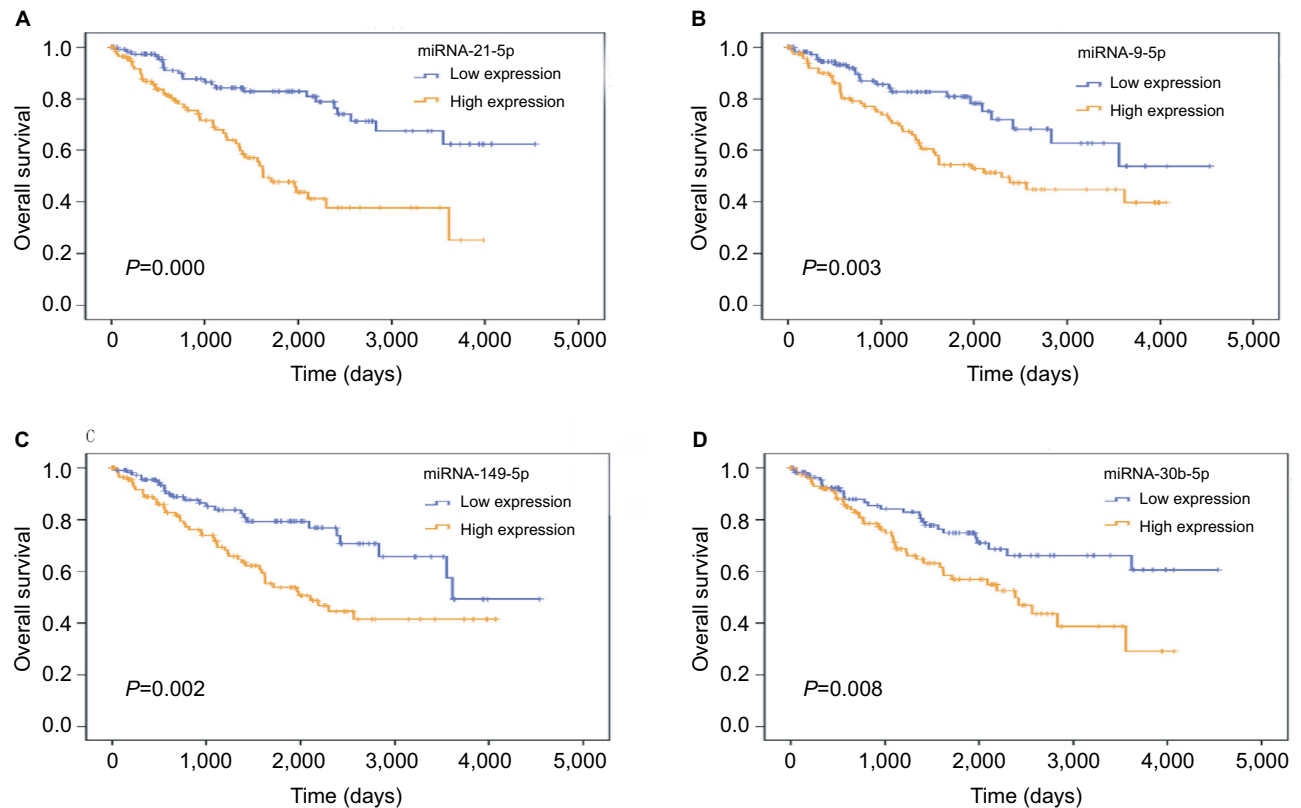 A
miRNA-21-5p
Low expression
High expression
Overall survival
1.0
0.8
0.6
0.4
0.2
0.0
P=0.000
0 1,000 2,000 3,000 4,000 5,000
Time (days)
B
miRNA-9-5p
Low expression
High expression
Overall survival
1.0
0.8
0.6
0.4
0.2
0.0
P=0.003
0 1,000 2,000 3,000 4,000 5,000
Time (days)
C
C
miRNA-149-5p
Low expression
High expression
Overall survival
1.0
0.8
0.6
0.4
0.2
0.0
P=0.002
0 1,000 2,000 3,000 4,000 5,000
Time (days)
D
miRNA-30b-5p
Low expression
High expression
Overall survival
1.0
0.8
0.6
0.4
0.2
0.0
P=0.008
0 1,000 2,000 3,000 4,000 5,000
Time (days)